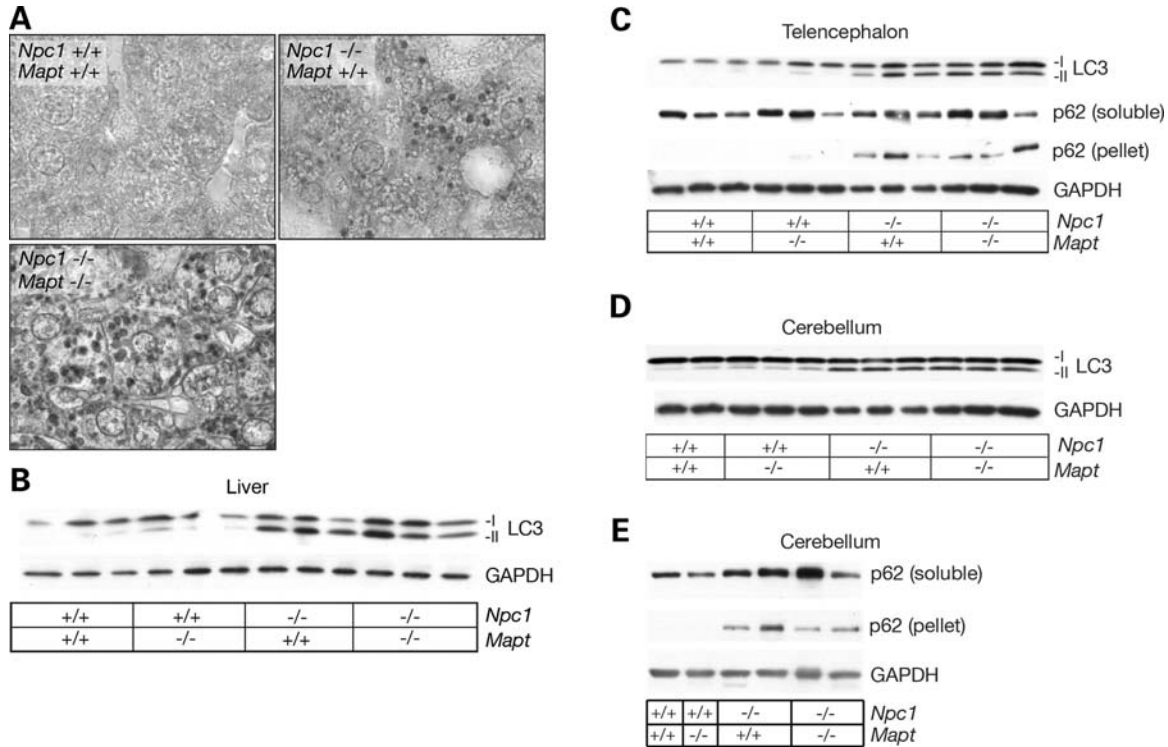 A
Npc1 +/+
Mapt +/+
Npc1 -/-
Mapt +/+
Npc1 -/-
Mapt -/-
B
Liver
-I
-II
LC3
GAPDH
+/+ +/+ -/- -/- Npc1
+/+ -/- +/+ -/- Mapt
C
Telencephalon
-I
-II
LC3
p62 (soluble)
p62 (pellet)
GAPDH
+/+ +/+ -/- -/- Npc1
+/+ -/- +/+ -/- Mapt
D
Cerebellum
-I
-II
LC3
GAPDH
+/+ +/+ -/- -/- Npc1
+/+ -/- +/+ -/- Mapt
E
Cerebellum
p62 (soluble)
p62 (pellet)
GAPDH
+/+ +/+ -/- -/- Npc1
+/+ -/- +/+ -/- Mapt